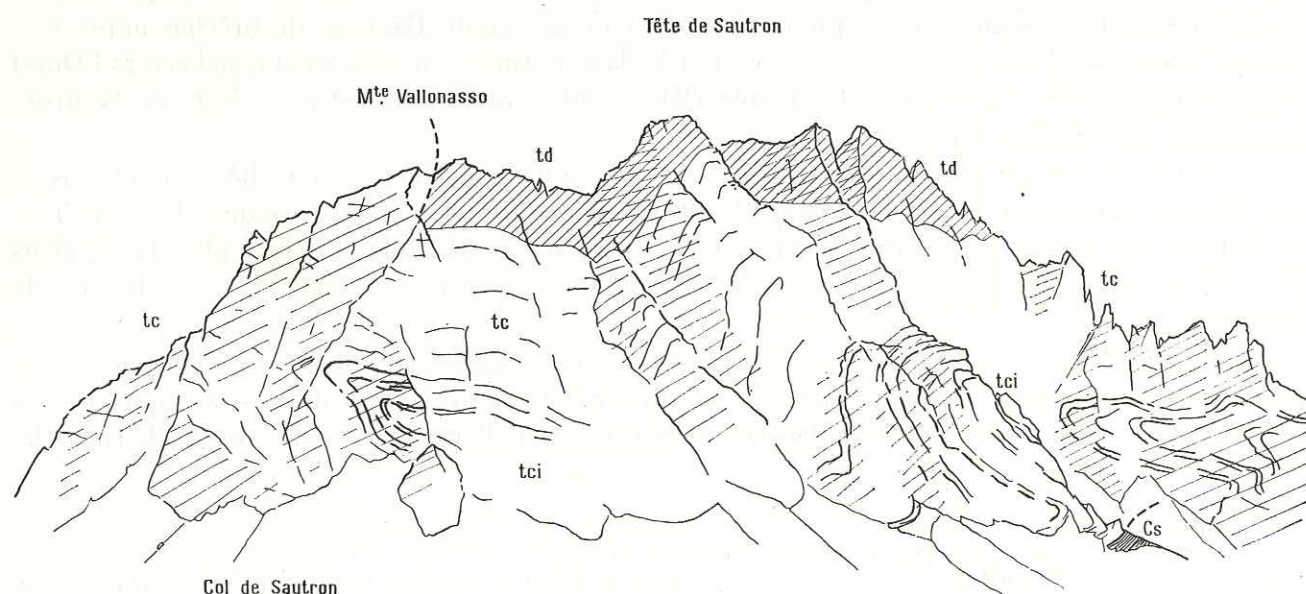 Tête de Sautron
Mte Vallonasso
td
td
tc
tc
tc
tci
tci
Cs
Col de Sautron